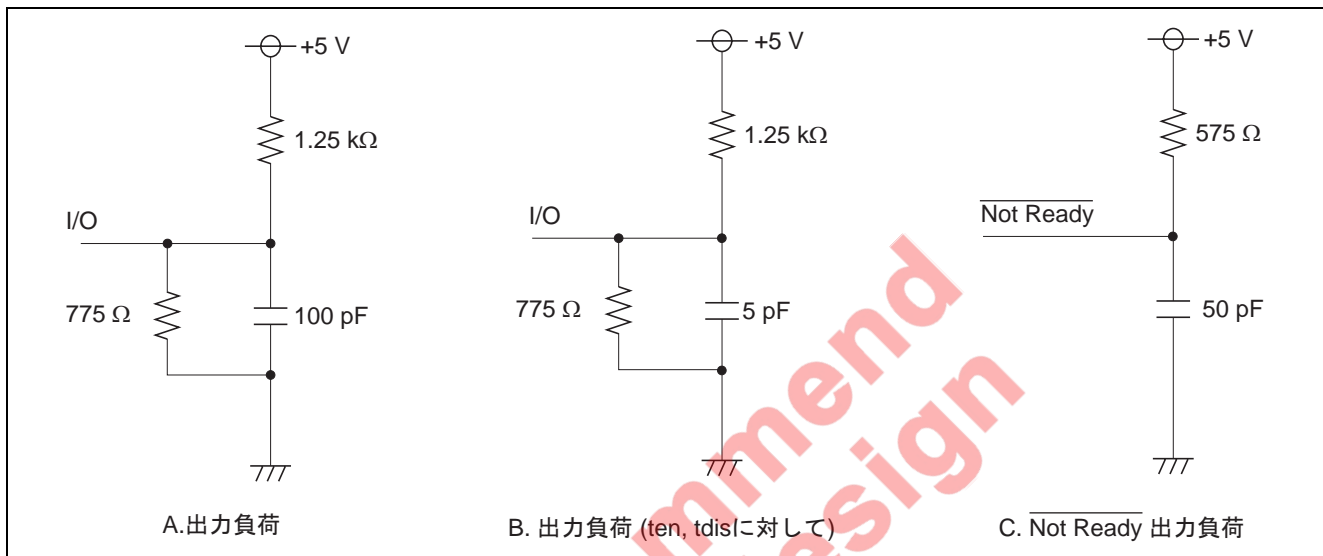 +5 V
1.25 kΩ
I/O
775 Ω
100 pF
A.出力負荷
+5 V
1.25 kΩ
I/O
775 Ω
5 pF
B. 出力負荷 (ten, tdisに対して)
+5 V
575 Ω
Not Ready
50 pF
C. Not Ready 出力負荷
mmend
esign